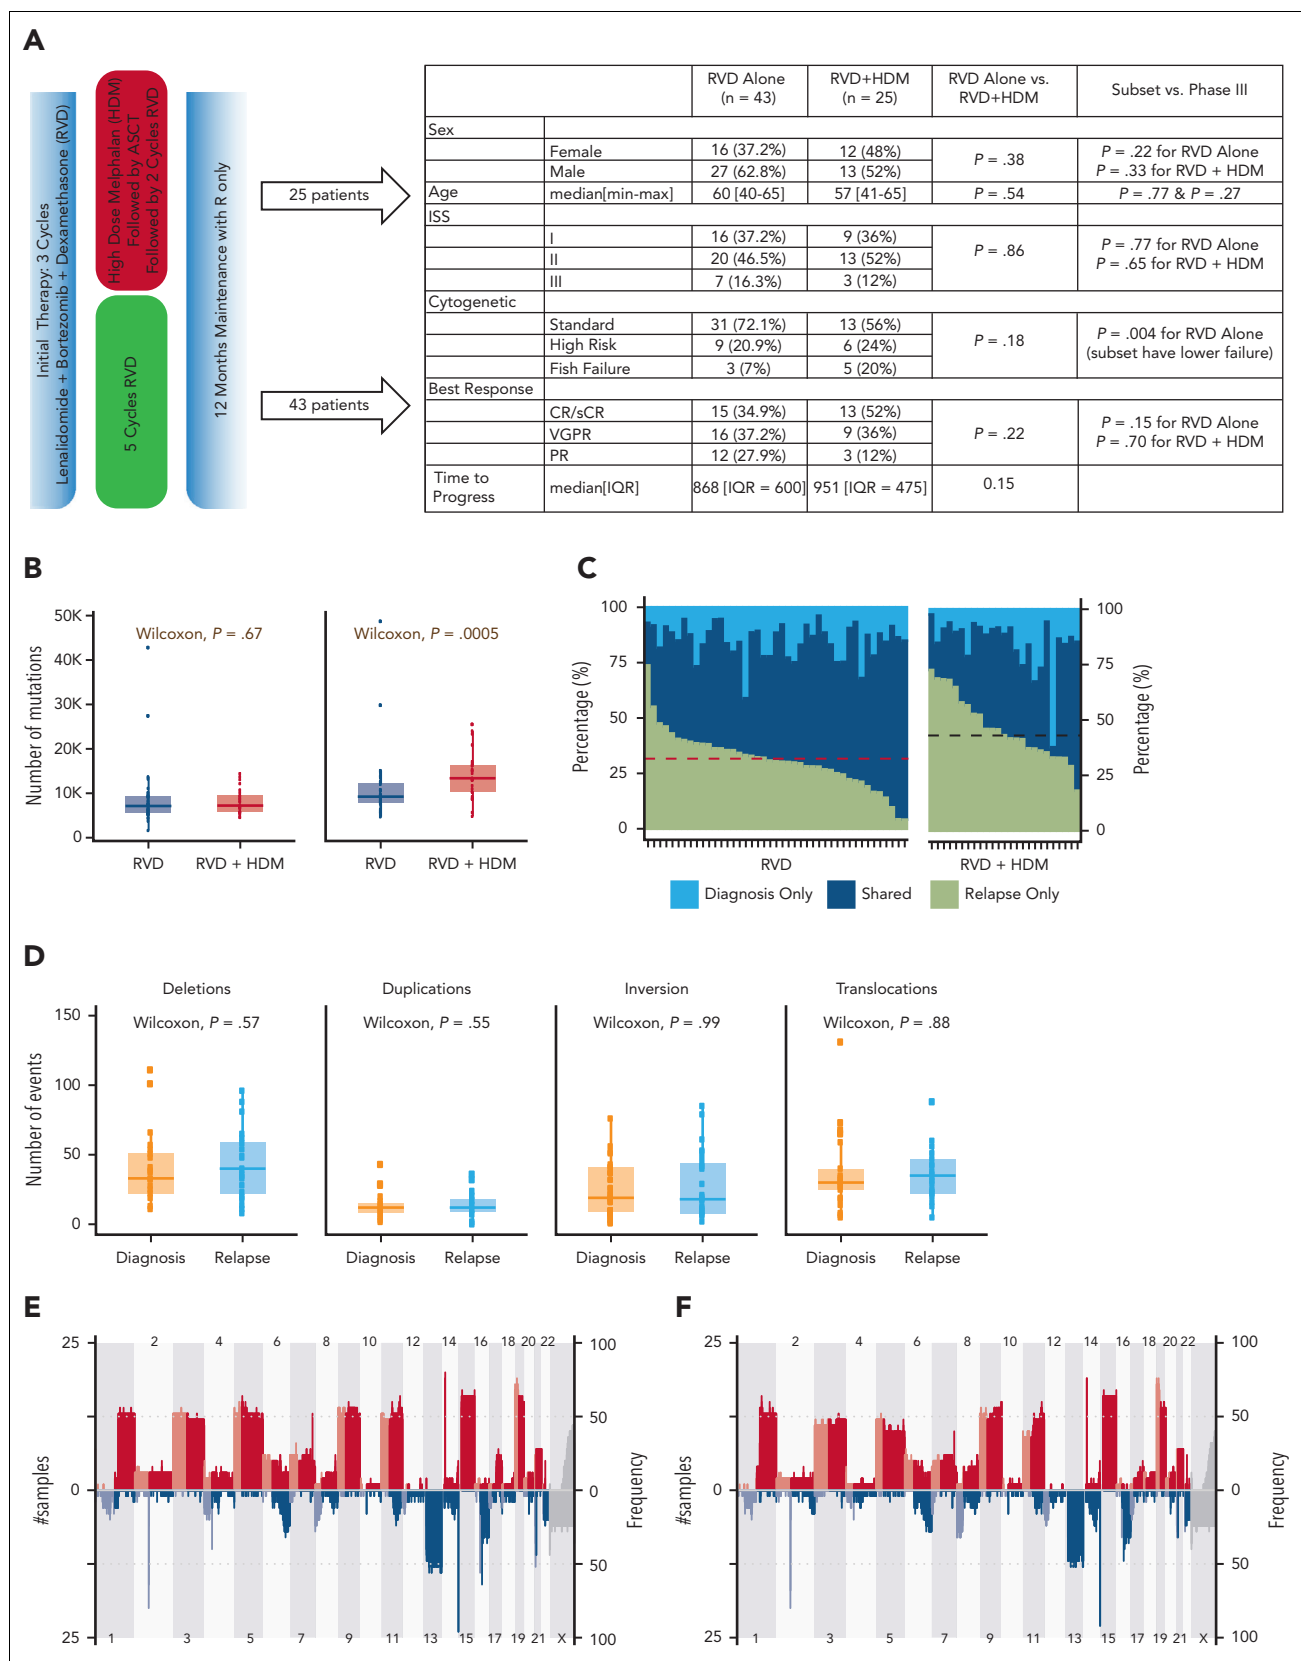 A
Initial Therapy: 3 Cycles
Lenalidomide + Bortezomib + Dexamethasone (RVD)
High Dose Melphalan (HDM)
Followed by ASCT
Followed by 2 Cycles RVD
5 Cycles RVD
12 Months Maintenance with R only
25 patients
43 patients
RVD Alone (n = 43) RVD+HDM (n = 25) RVD Alone vs. RVD+HDM Subset vs. Phase III
Sex
Female 16 (37.2%) 12 (48%) P = .38 P = .22 for RVD Alone
Male 27 (62.8%) 13 (52%) P = .33 for RVD + HDM
Age median[min-max] 60 [40-65] 57 [41-65] P = .54 P = .77 & P = .27
ISS
I 16 (37.2%) 9 (36%)
II 20 (46.5%) 13 (52%) P = .86 P = .77 for RVD Alone
III 7 (16.3%) 3 (12%) P = .65 for RVD + HDM
Cytogenetic
Standard 31 (72.1%) 13 (56%)
High Risk 9 (20.9%) 6 (24%) P = .18 P = .004 for RVD Alone
Fish Failure 3 (7%) 5 (20%) (subset have lower failure)
Best Response
CR/sCR 15 (34.9%) 13 (52%)
VGPR 16 (37.2%) 9 (36%) P = .22 P = .15 for RVD Alone
PR 12 (27.9%) 3 (12%) P = .70 for RVD + HDM
Time to Progress median[IQR] 868 [IQR = 600] 951 [IQR = 475] 0.15
B
Number of mutations
50K
40K
30K
20K
10K
0
Wilcoxon, P = .67
Wilcoxon, P = .0005
RVD RVD + HDM RVD RVD + HDM
C
Percentage (%)
100
75
50
25
0
100
75
50
25
0
Percentage (%)
RVD RVD + HDM
Diagnosis Only Shared Relapse Only
D
Deletions Duplications Inversion Translocations
Wilcoxon, P = .57 Wilcoxon, P = .55 Wilcoxon, P = .99 Wilcoxon, P = .88
Number of events
150
100
50
0
Diagnosis Relapse Diagnosis Relapse Diagnosis Relapse Diagnosis Relapse
E
#samples
25
0
25
2 4 6 8 10 12 14 16 18 20 22
1 3 5 7 9 11 13 15 17 19 21 X
100
50
0
50
100
Frequency
F
#samples
25
0
25
2 4 6 8 10 12 14 16 18 20 22
1 3 5 7 9 11 13 15 17 19 21 X
100
50
0
50
100
Frequency